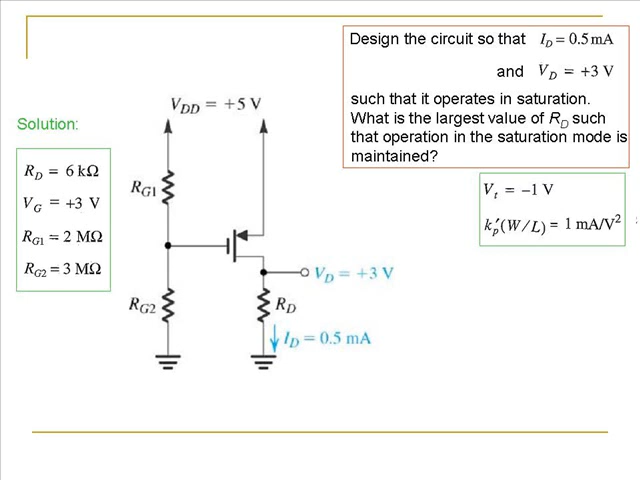 Design the circuit so that I_D = 0.5 mA
and V_D = +3 V
such that it operates in saturation.
What is the largest value of R_D such
that operation in the saturation mode is
maintained?
Solution:
R_D = 6 kΩ
V_G = +3 V
R_G1 = 2 MΩ
R_G2 = 3 MΩ
V_DD = +5 V
R_G1
R_G2
V_D = +3 V
R_D
I_D = 0.5 mA
V_t = −1 V
k′_p(W/L) = 1 mA/V²